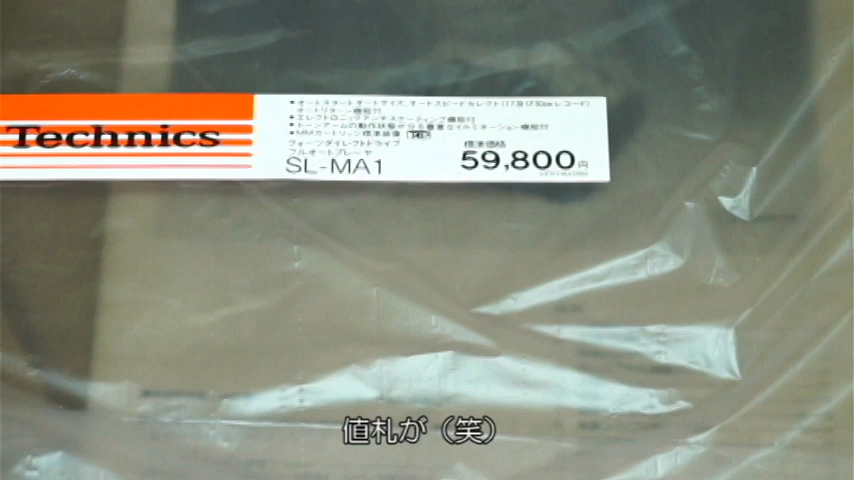 Technics
●オートスタートオートサイズ、オートスピードセレクト(17及び30cmレコード)
オートリターン機能付
●エレクトロニックアンチスケーティング機能付
●トーンアームの動作状態が分る豊富なイルミネーション機能付
●MMカートリッジ標準装備
クォーツダイレクトドライブ
フルオートプレーヤ
SL-MA1
標準価格
59,800円
値札が（笑）